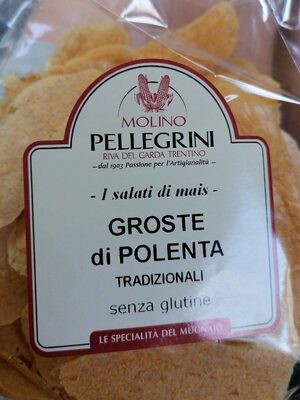 MOLINO
PELLEGRINI
RIVA DEL GARDA TRENTINO
- dal 1903 Passione per l'Artigianalità -
- I salati di mais -
GROSTE
di POLENTA
TRADIZIONALI
senza glutine
LE SPECIALITÀ DEL MUGNAIO